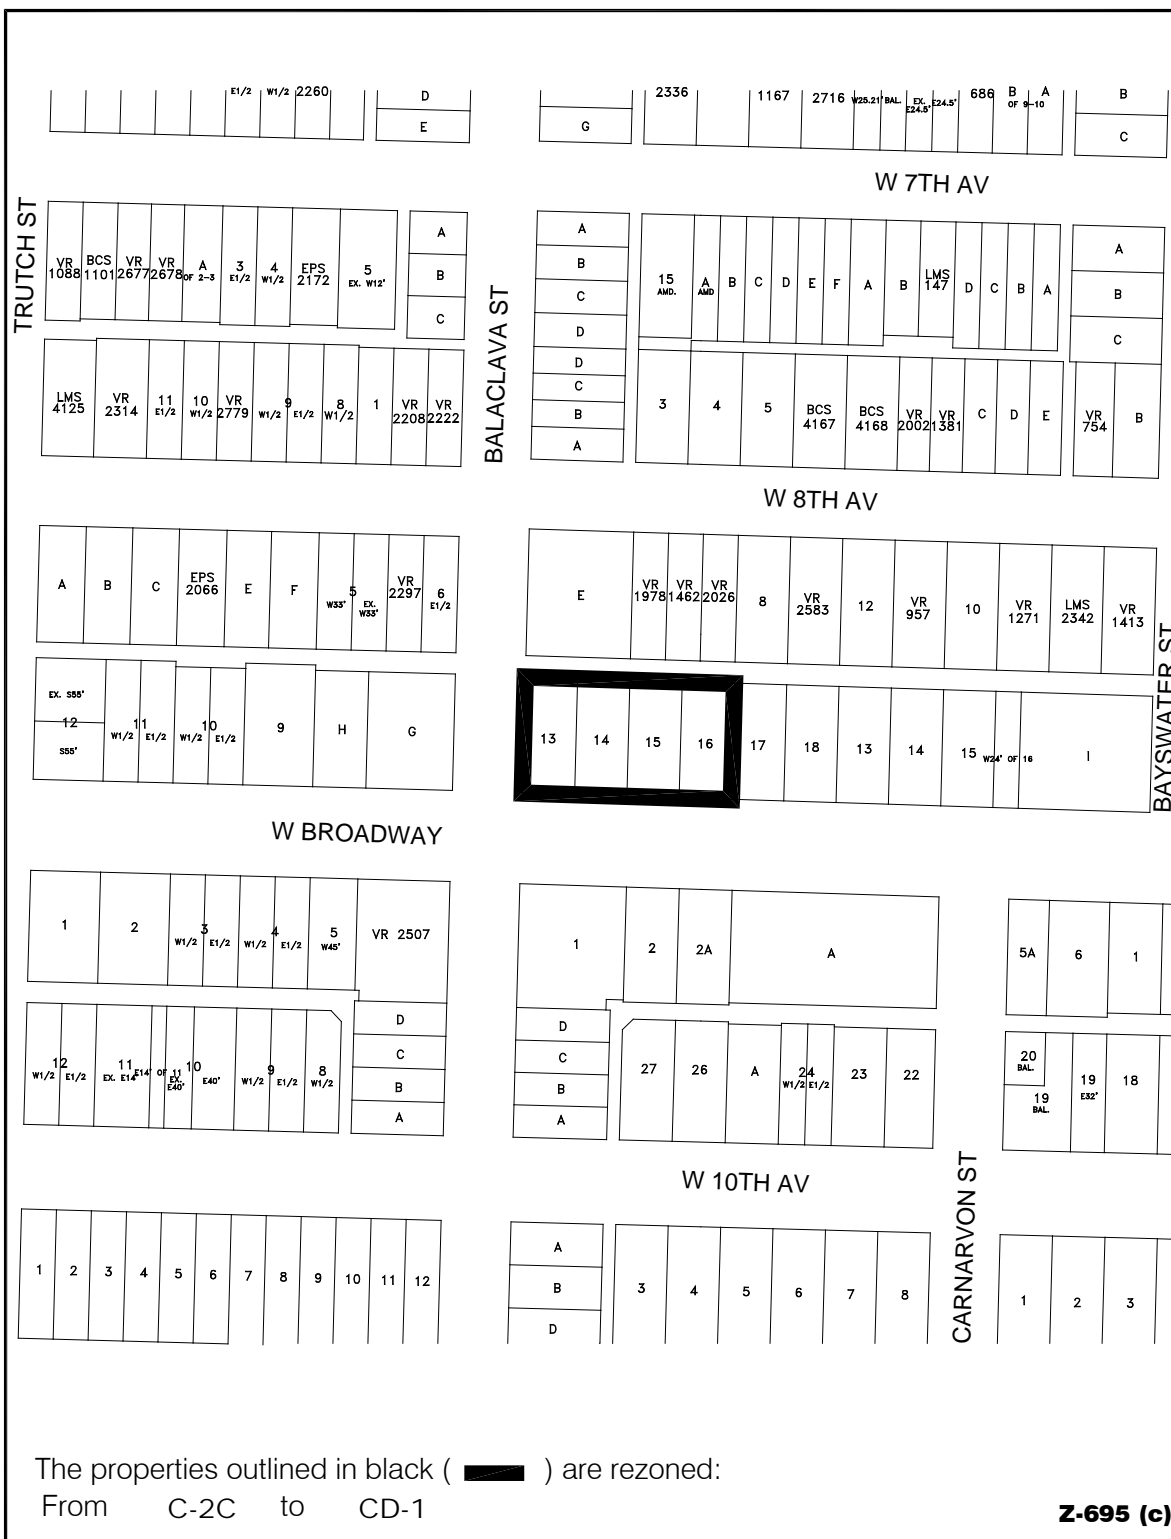 E1/2 W1/2 2260
D
E
G
2336 1167 2716 W25.21' BAL. EX. E24.5' E24.5' 686 B A
OF 9-10
B
C
W 7TH AV
TRUTCH ST
VR 1088
BCS 1101
VR 2677
VR 2678
A OF 2-3
3 E1/2
4 W1/2
EPS 2172
5 EX. W12'
A
B
C
BALACLAVA ST
A
B
C
D
D
C
B
A
15 AMD.
A AMD
B C D E F A B
LMS 147
D C B A
A
B
C
LMS 4125
VR 2314
11 E1/2
10 W1/2
VR 2779
9
W1/2 E1/2
8 W1/2
1
VR 2208
VR 2222
3 4 5
BCS 4167
BCS 4168
VR 2002
VR 1381
C D E
VR 754
B
W 8TH AV
A B C
EPS 2066
E F
5
W33' EX. W33'
VR 2297
6 E1/2
E
VR 1978
VR 1462
VR 2026
8
VR 2583
12
VR 957
10
VR 1271
LMS 2342
VR 1413
BAYSWATER ST
EX. S55'
12
S55'
11
W1/2 E1/2
10
W1/2 E1/2
9 H G
13 14 15 16 17 18 13 14 15 W24' OF 16 I
W BROADWAY
1 2
3
W1/2 E1/2
4
W1/2 E1/2
5 W45'
VR 2507
1 2 2A A
5A 6 1
12
W1/2 E1/2
11
EX. E14' E14' OF 11
10
EX. E40' E40'
9
W1/2 E1/2
8 W1/2
D
C
B
A
D
C
B
A
27 26 A
24
W1/2 E1/2
23 22
20 BAL.
19 BAL.
19 E32'
18
W 10TH AV
CARNARVON ST
1 2 3 4 5 6 7 8 9 10 11 12
A
B
D
3 4 5 6 7 8
1 2 3
The properties outlined in black ( ) are rezoned:
From C-2C to CD-1
Z-695 (c)